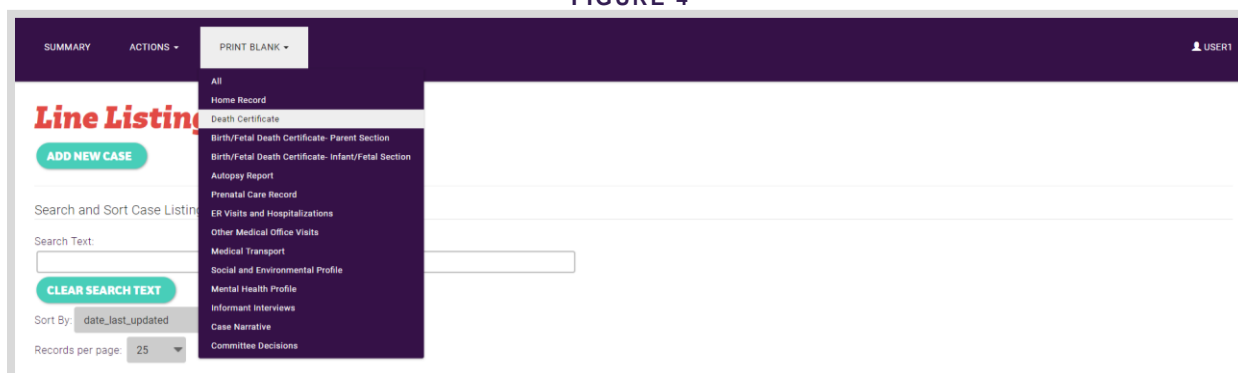 FIGURE 4
SUMMARY ACTIONS PRINT BLANK USER1
All
Home Record
Death Certificate
Birth/Fetal Death Certificate- Parent Section
Birth/Fetal Death Certificate- Infant/Fetal Section
Autopsy Report
Prenatal Care Record
ER Visits and Hospitalizations
Other Medical Office Visits
Medical Transport
Social and Environmental Profile
Mental Health Profile
Informant Interviews
Case Narrative
Committee Decisions
Line Listing
ADD NEW CASE
Search and Sort Case Listing
Search Text:
CLEAR SEARCH TEXT
Sort By: date_last_updated
Records per page: 25